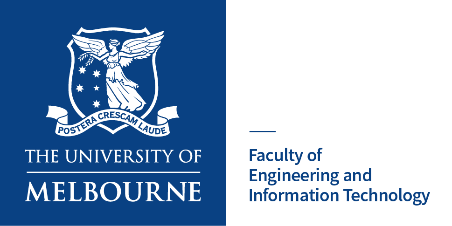 POSTERA CRESCAM LAUDE
THE UNIVERSITY OF
MELBOURNE
Faculty of
Engineering and
Information Technology